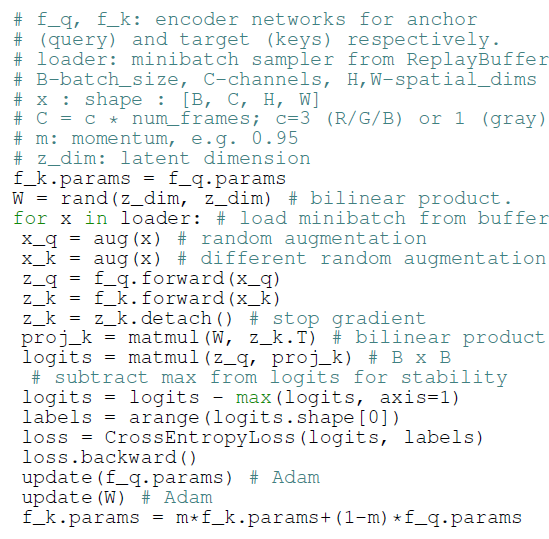 # f_q, f_k: encoder networks for anchor
# (query) and target (keys) respectively.
# loader: minibatch sampler from ReplayBuffer
# B-batch_size, C-channels, H,W-spatial_dims
# x : shape : [B, C, H, W]
# C = c * num_frames; c=3 (R/G/B) or 1 (gray)
# m: momentum, e.g. 0.95
# z_dim: latent dimension
f_k.params = f_q.params
W = rand(z_dim, z_dim) # bilinear product.
for x in loader: # load minibatch from buffer
 x_q = aug(x) # random augmentation
 x_k = aug(x) # different random augmentation
 z_q = f_q.forward(x_q)
 z_k = f_k.forward(x_k)
 z_k = z_k.detach() # stop gradient
 proj_k = matmul(W, z_k.T) # bilinear product
 logits = matmul(z_q, proj_k) # B x B
  # subtract max from logits for stability
 logits = logits - max(logits, axis=1)
 labels = arange(logits.shape[0])
 loss = CrossEntropyLoss(logits, labels)
 loss.backward()
 update(f_q.params) # Adam
 update(W) # Adam
 f_k.params = m*f_k.params+(1-m)*f_q.params